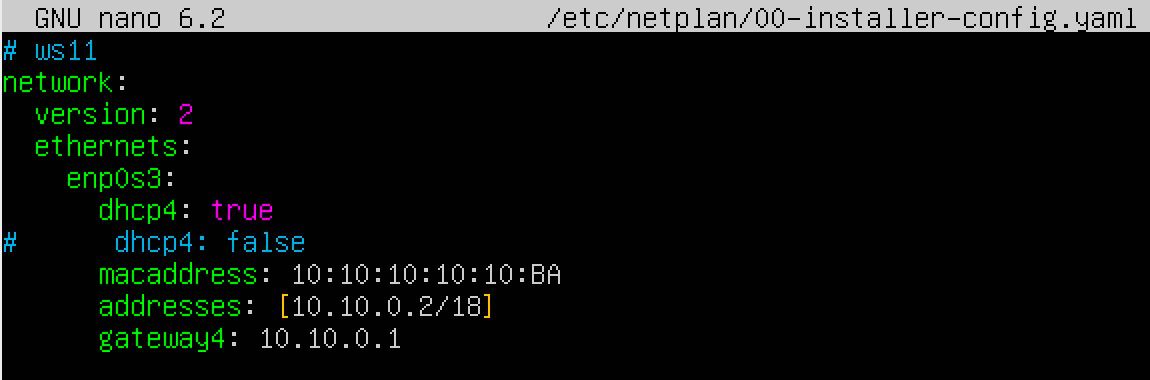 GNU nano 6.2 /etc/netplan/00-installer-config.yaml
# ws11
network:
  version: 2
  ethernets:
    enp0s3:
      dhcp4: true
#      dhcp4: false
      macaddress: 10:10:10:10:10:BA
      addresses: [10.10.0.2/18]
      gateway4: 10.10.0.1